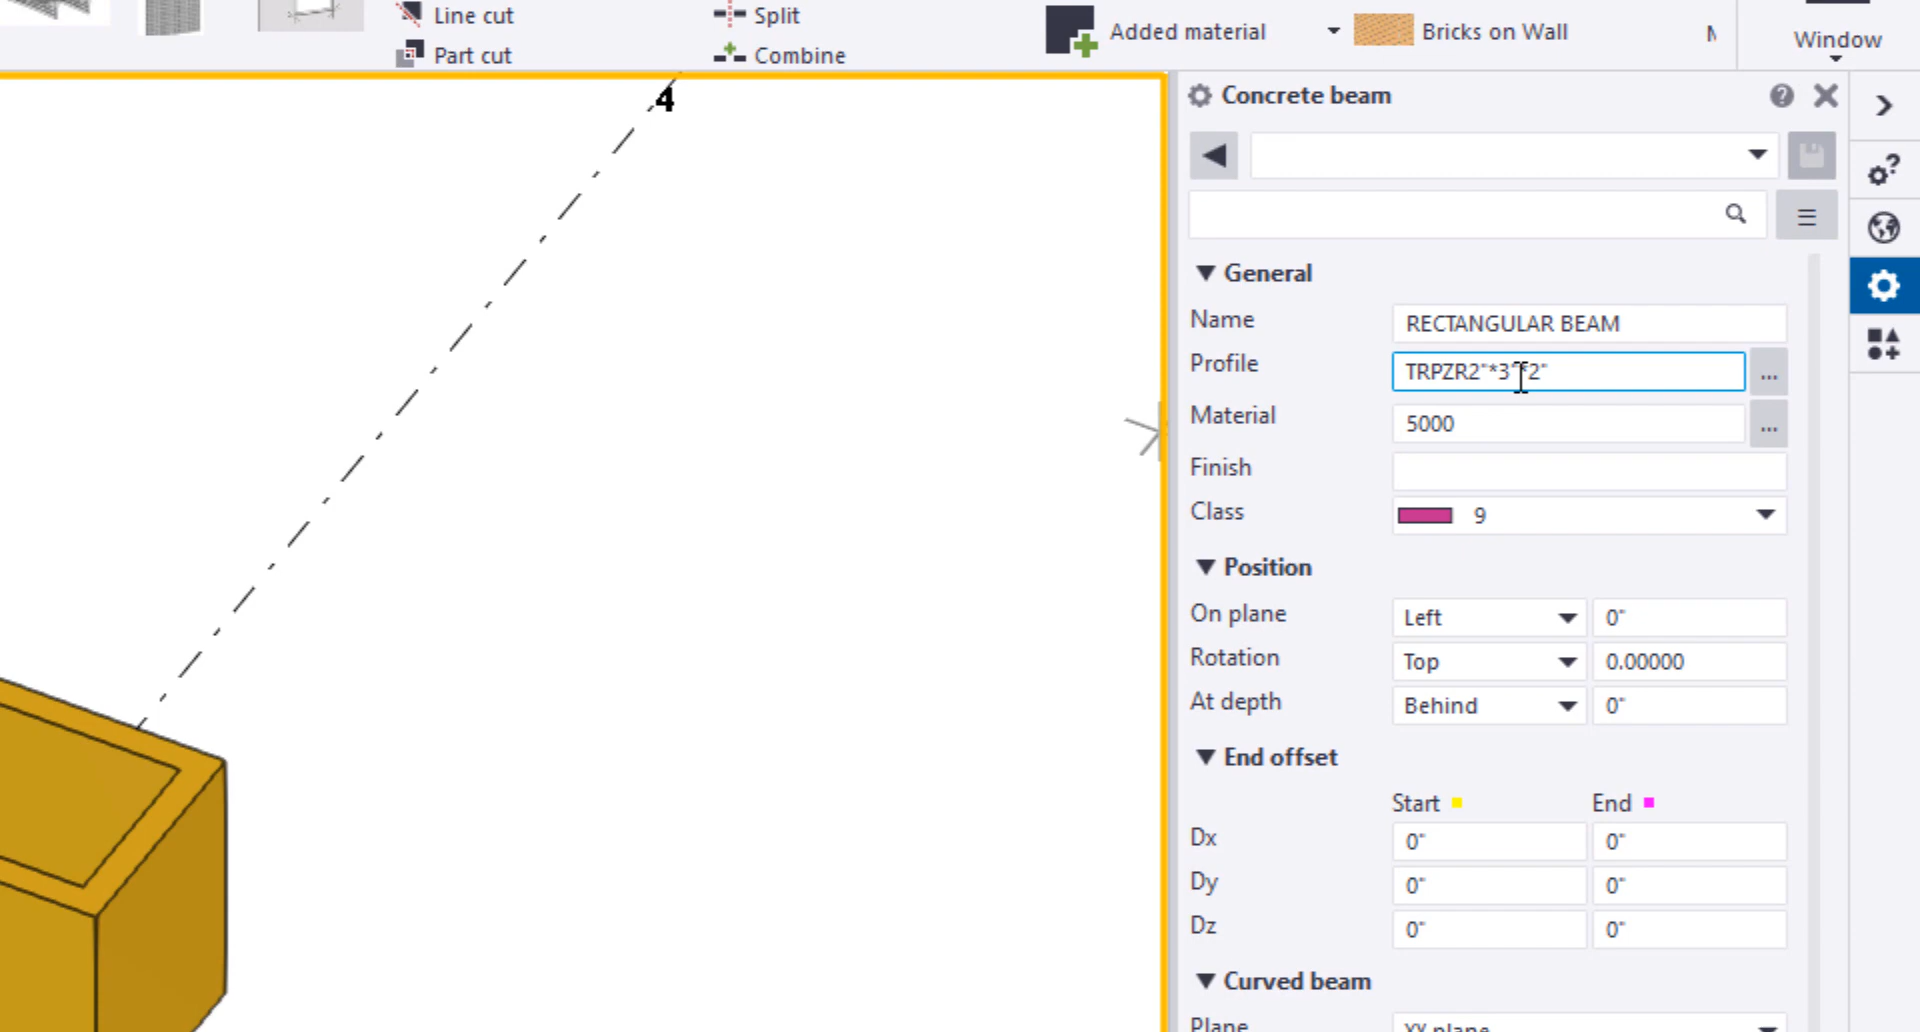 Line cut
Split
Part cut
Combine
Added material
Bricks on Wall
Window
4
Concrete beam
General
Name RECTANGULAR BEAM
Profile TRPZR2"*3"*2" ...
Material 5000 ...
Finish
Class 9
Position
On plane Left 0"
Rotation Top 0.00000
At depth Behind 0"
End offset
Start End
Dx 0" 0"
Dy 0" 0"
Dz 0" 0"
Curved beam
Plane XY plane